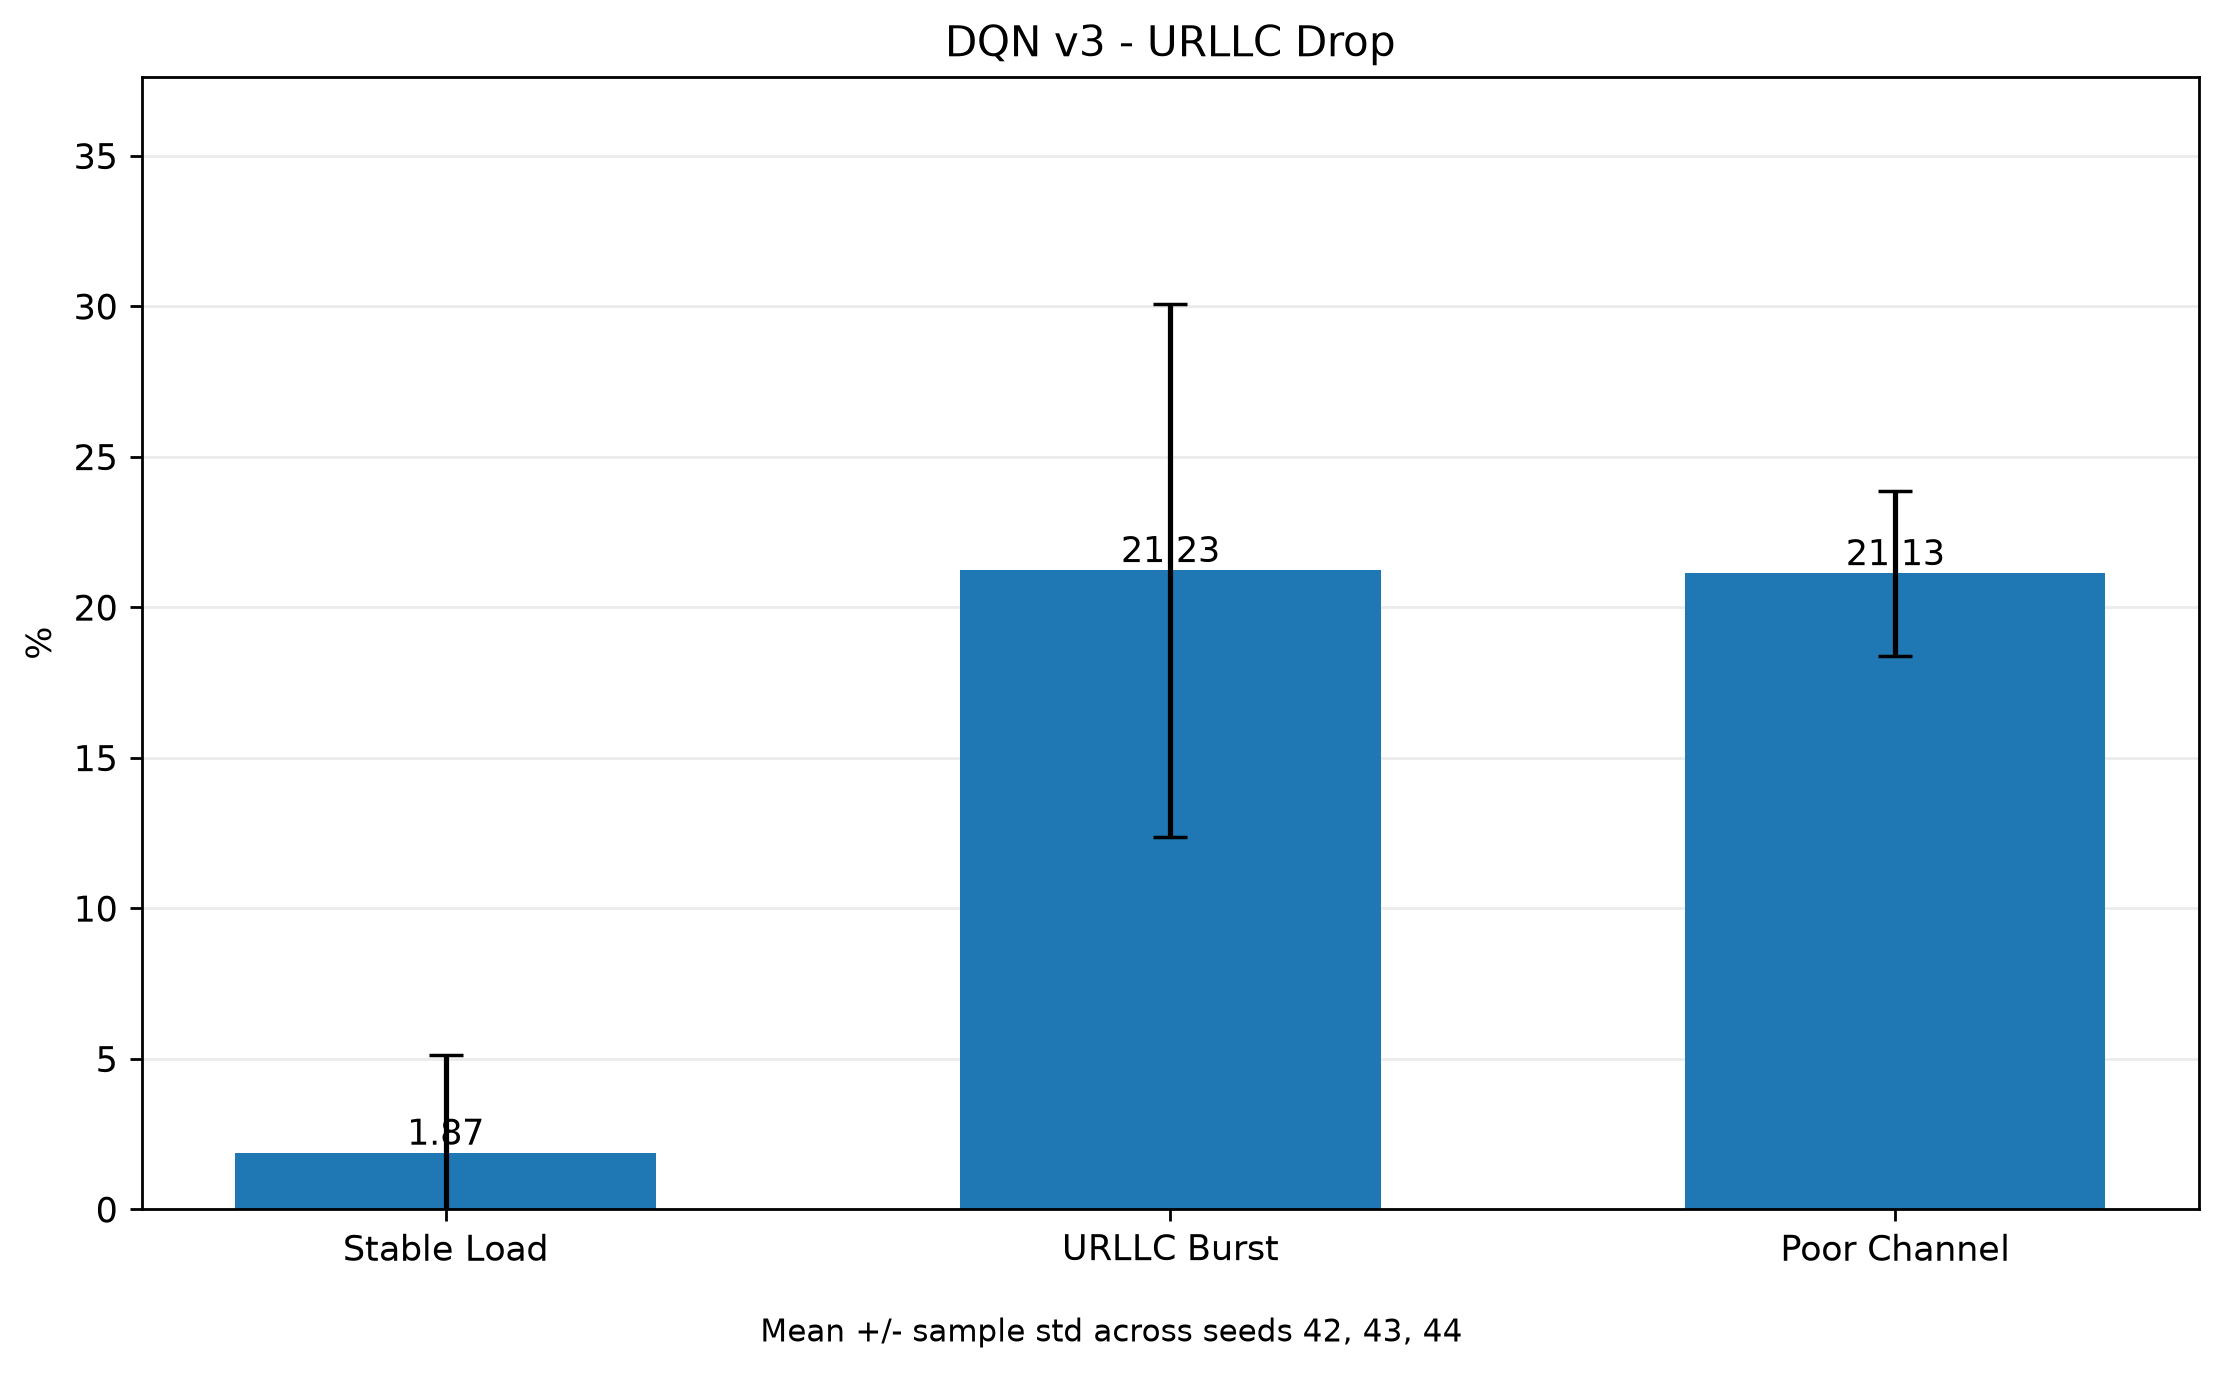 DQN v3 - URLLC Drop
%
35
30
25
20
15
10
5
0
1.87
21.23
21.13
Stable Load
URLLC Burst
Poor Channel
Mean +/- sample std across seeds 42, 43, 44